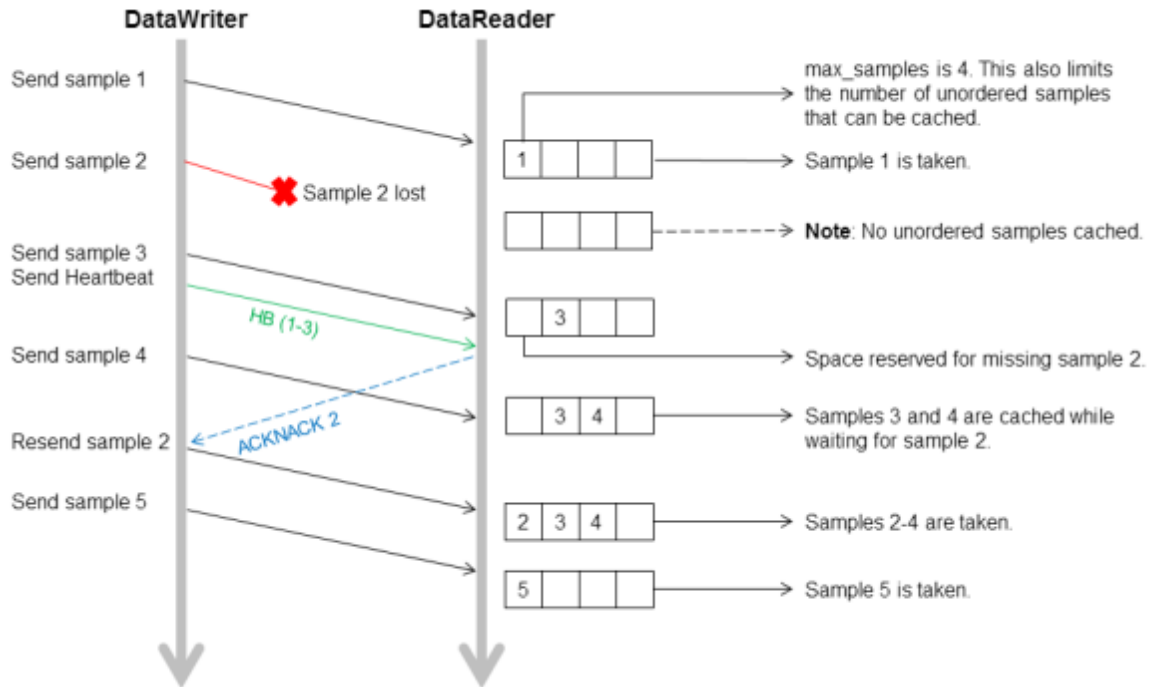 DataWriter
DataReader
Send sample 1
max_samples is 4. This also limits
the number of unordered samples
that can be cached.
1
Sample 1 is taken.
Send sample 2
Sample 2 lost
Note: No unordered samples cached.
Send sample 3
Send Heartbeat
HB (1-3)
3
Space reserved for missing sample 2.
Send sample 4
ACKNACK 2
3 4
Samples 3 and 4 are cached while
waiting for sample 2.
Resend sample 2
Send sample 5
2 3 4
Samples 2-4 are taken.
5
Sample 5 is taken.